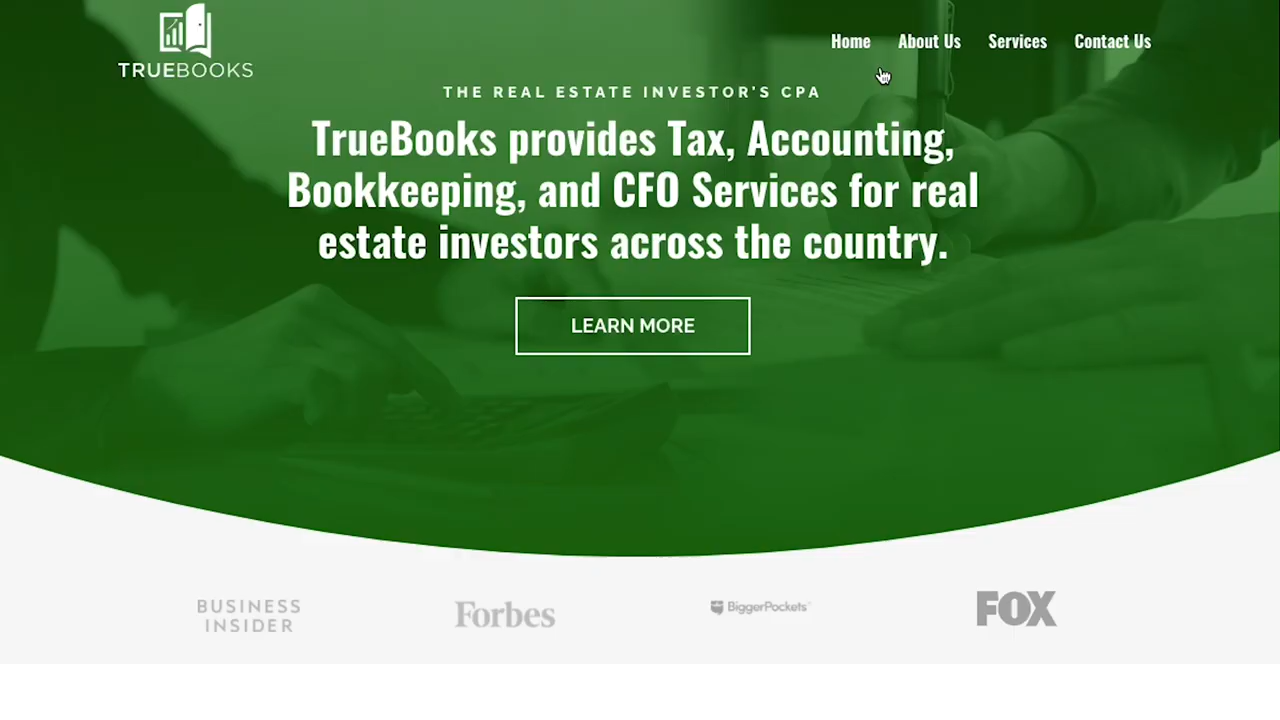 TRUEBOOKS
Home About Us Services Contact Us
THE REAL ESTATE INVESTOR'S CPA
TrueBooks provides Tax, Accounting,
Bookkeeping, and CFO Services for real
estate investors across the country.
LEARN MORE
BUSINESS
INSIDER
Forbes
BiggerPockets
FOX